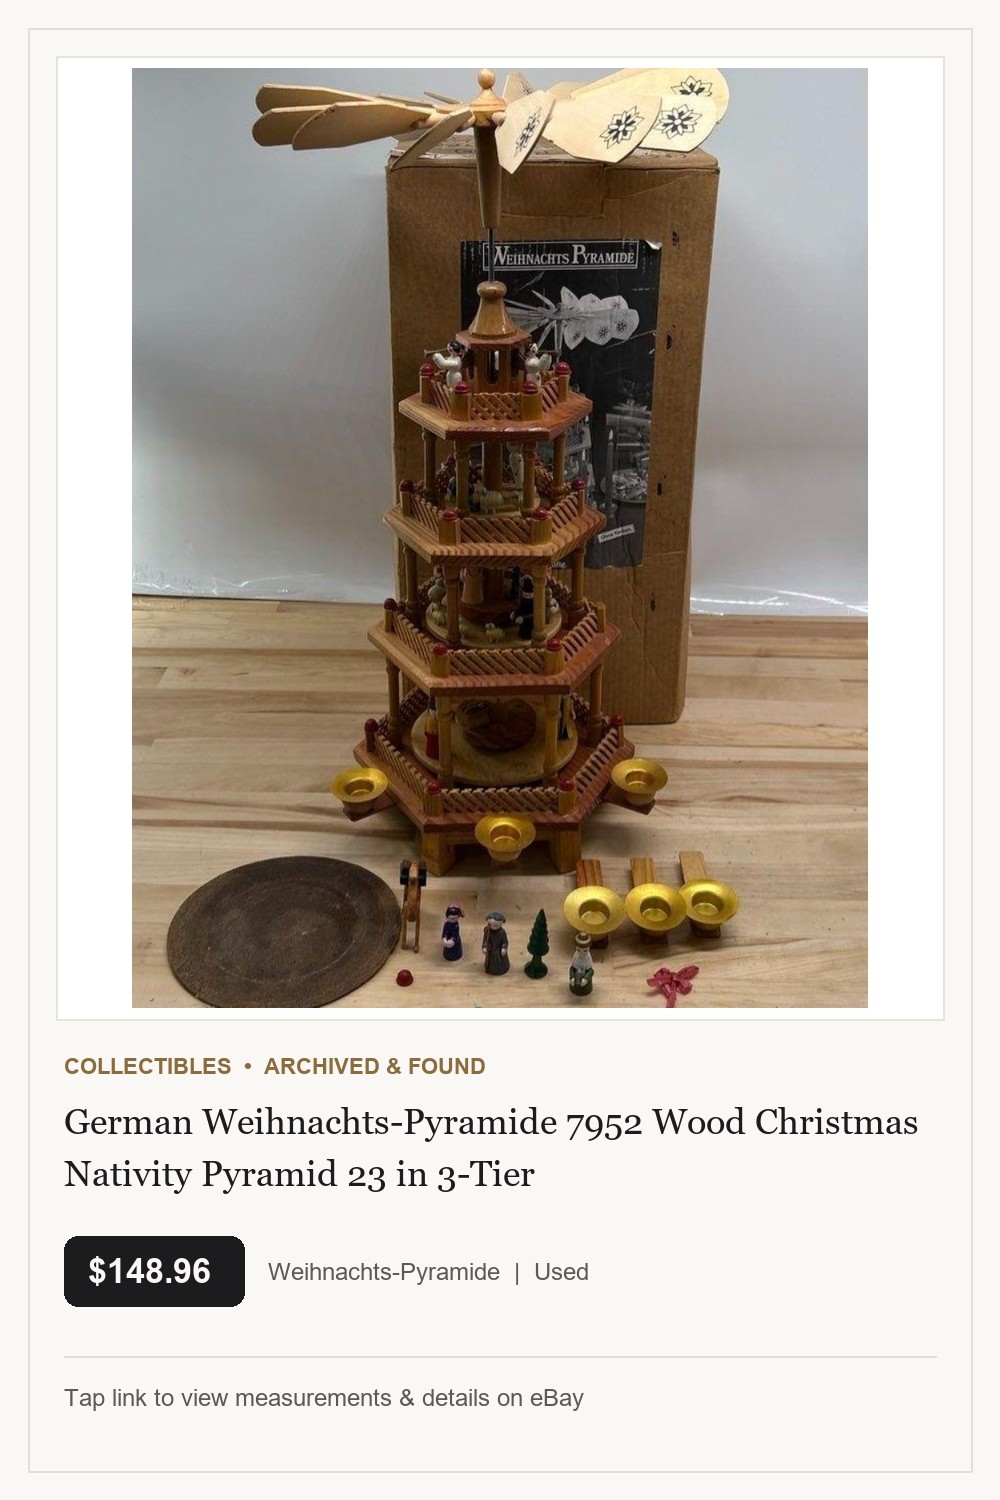 WEIHNACHTS PYRAMIDE
COLLECTIBLES • ARCHIVED & FOUND
German Weihnachts-Pyramide 7952 Wood Christmas
Nativity Pyramid 23 in 3-Tier
$148.96
Weihnachts-Pyramide | Used
Tap link to view measurements & details on eBay